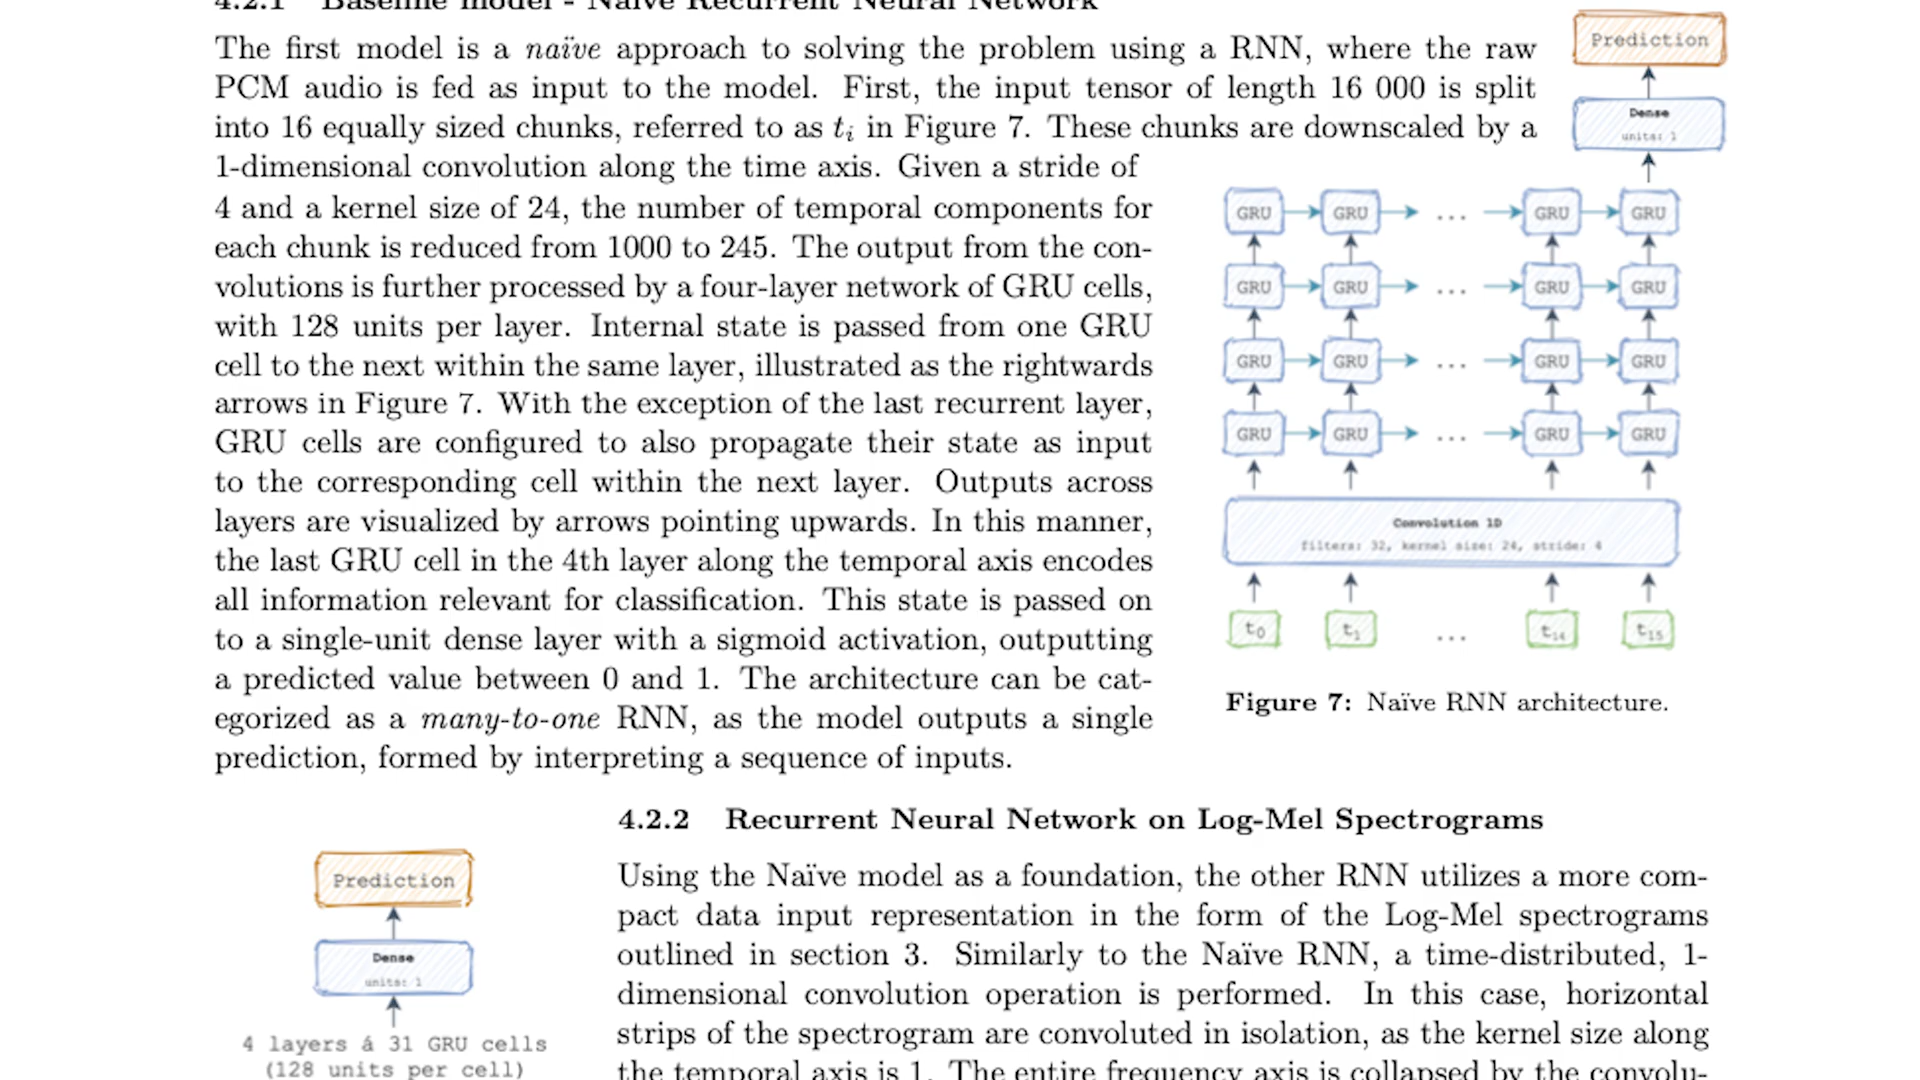 4.2.1 Baseline model - Naïve Recurrent Neural Network
The first model is a naïve approach to solving the problem using a RNN, where the raw
PCM audio is fed as input to the model. First, the input tensor of length 16 000 is split
into 16 equally sized chunks, referred to as ti in Figure 7. These chunks are downscaled by a
1-dimensional convolution along the time axis. Given a stride of
4 and a kernel size of 24, the number of temporal components for
each chunk is reduced from 1000 to 245. The output from the con-
volutions is further processed by a four-layer network of GRU cells,
with 128 units per layer. Internal state is passed from one GRU
cell to the next within the same layer, illustrated as the rightwards
arrows in Figure 7. With the exception of the last recurrent layer,
GRU cells are configured to also propagate their state as input
to the corresponding cell within the next layer. Outputs across
layers are visualized by arrows pointing upwards. In this manner,
the last GRU cell in the 4th layer along the temporal axis encodes
all information relevant for classification. This state is passed on
to a single-unit dense layer with a sigmoid activation, outputting
a predicted value between 0 and 1. The architecture can be cat-
egorized as a many-to-one RNN, as the model outputs a single
prediction, formed by interpreting a sequence of inputs.
Prediction
Dense
units: 1
GRU GRU ... GRU GRU
GRU GRU ... GRU GRU
GRU GRU ... GRU GRU
GRU GRU ... GRU GRU
Convolution 1D
filters: 32, kernel size: 24, stride: 4
t0 t1 ... t14 t15
Figure 7: Naïve RNN architecture.
4.2.2 Recurrent Neural Network on Log-Mel Spectrograms
Using the Naïve model as a foundation, the other RNN utilizes a more com-
pact data input representation in the form of the Log-Mel spectrograms
outlined in section 3. Similarly to the Naïve RNN, a time-distributed, 1-
dimensional convolution operation is performed. In this case, horizontal
strips of the spectrogram are convoluted in isolation, as the kernel size along
the temporal axis is 1. The entire frequency axis is collapsed by the convolu-
Prediction
Dense
units: 1
4 layers á 31 GRU cells
(128 units per cell)